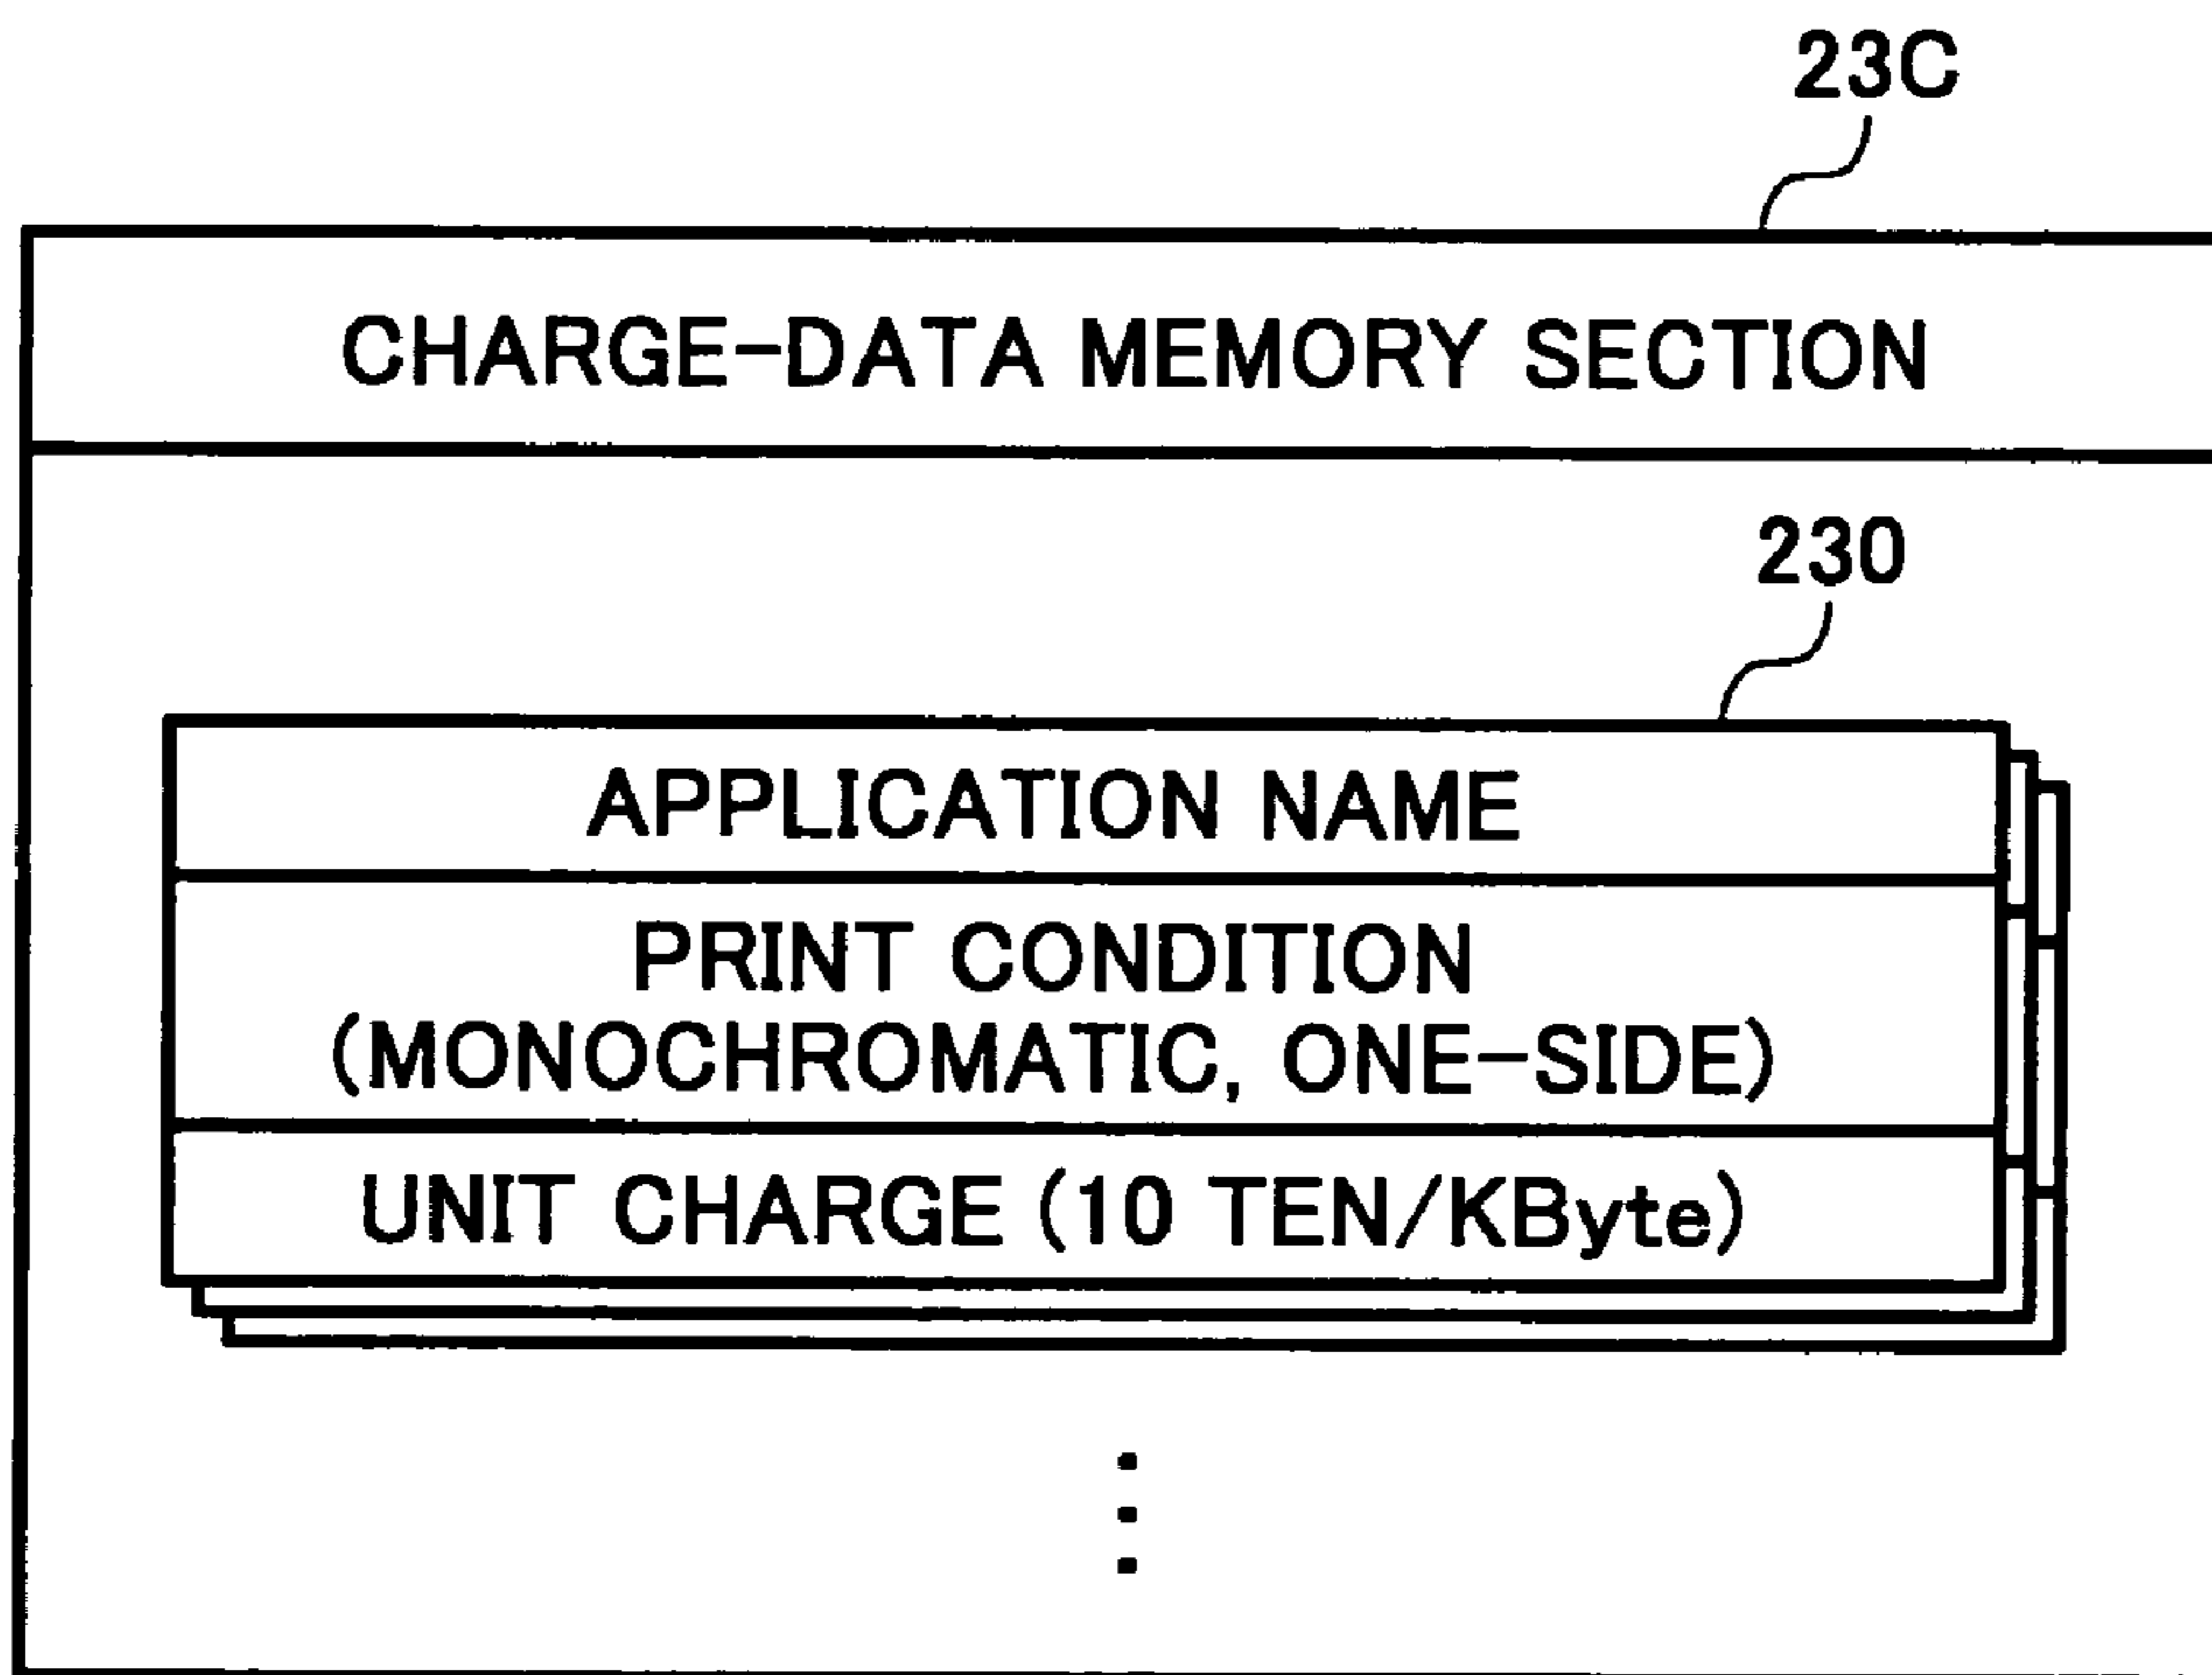 23C
CHARGE-DATA MEMORY SECTION
230
APPLICATION NAME
PRINT CONDITION
(MONOCHROMATIC, ONE-SIDE)
UNIT CHARGE (10 TEN/KByte)